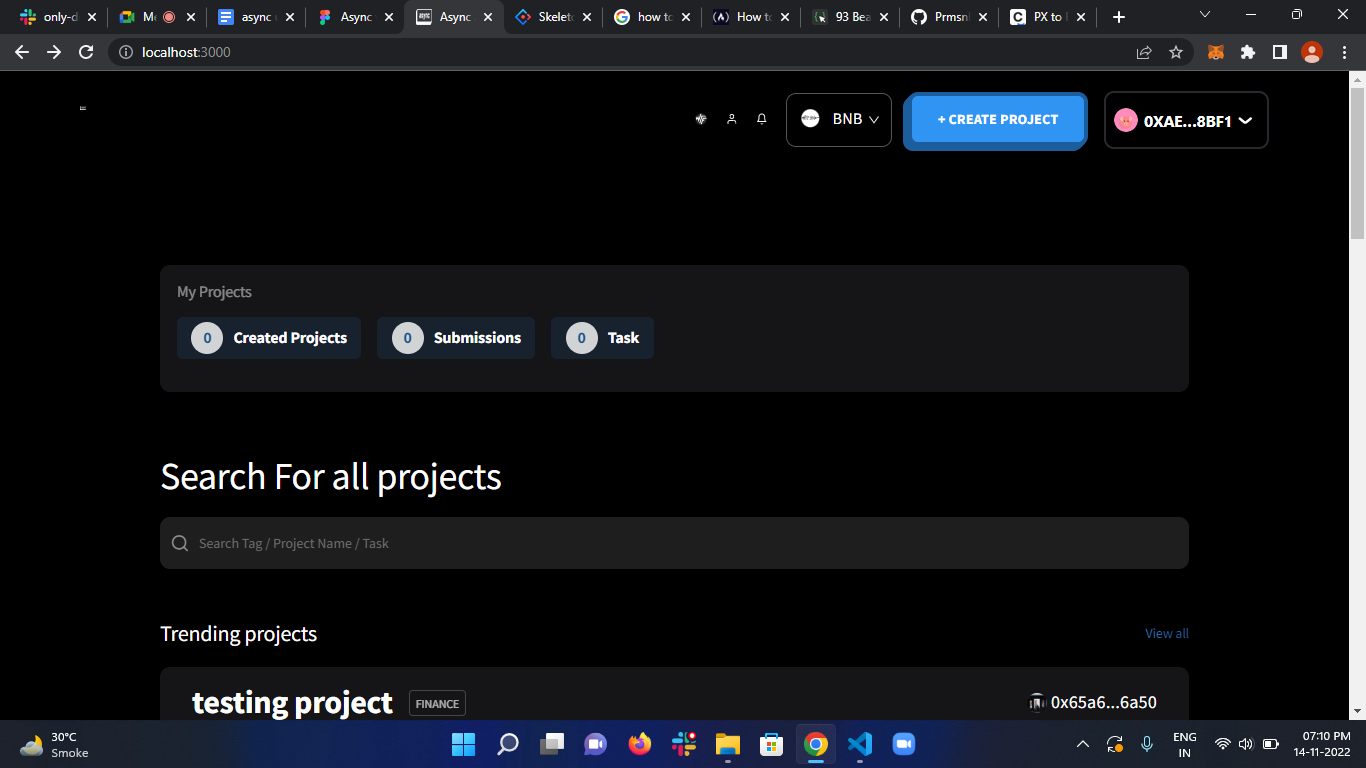 only-d
Me
async
Async
Async
Skelet
how to
How to
93 Bea
Prmsn
PX to
localhost:3000
BNB
+ CREATE PROJECT
0XAE...8BF1
My Projects
0 Created Projects
0 Submissions
0 Task
Search For all projects
Search Tag / Project Name / Task
Trending projects
View all
testing project
FINANCE
0x65a6...6a50
30°C
Smoke
ENG
IN
07:10 PM
14-11-2022